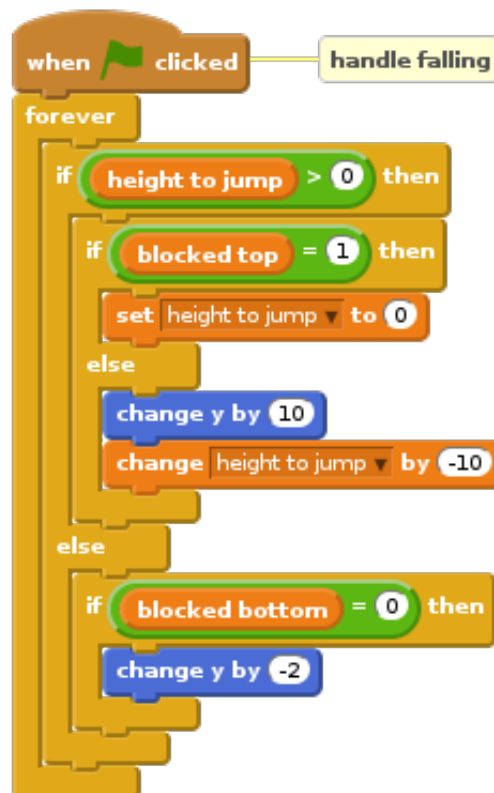 when clicked
handle falling
forever
if height to jump > 0 then
if blocked top = 1 then
set height to jump ▼ to 0
else
change y by 10
change height to jump ▼ by -10
else
if blocked bottom = 0 then
change y by -2